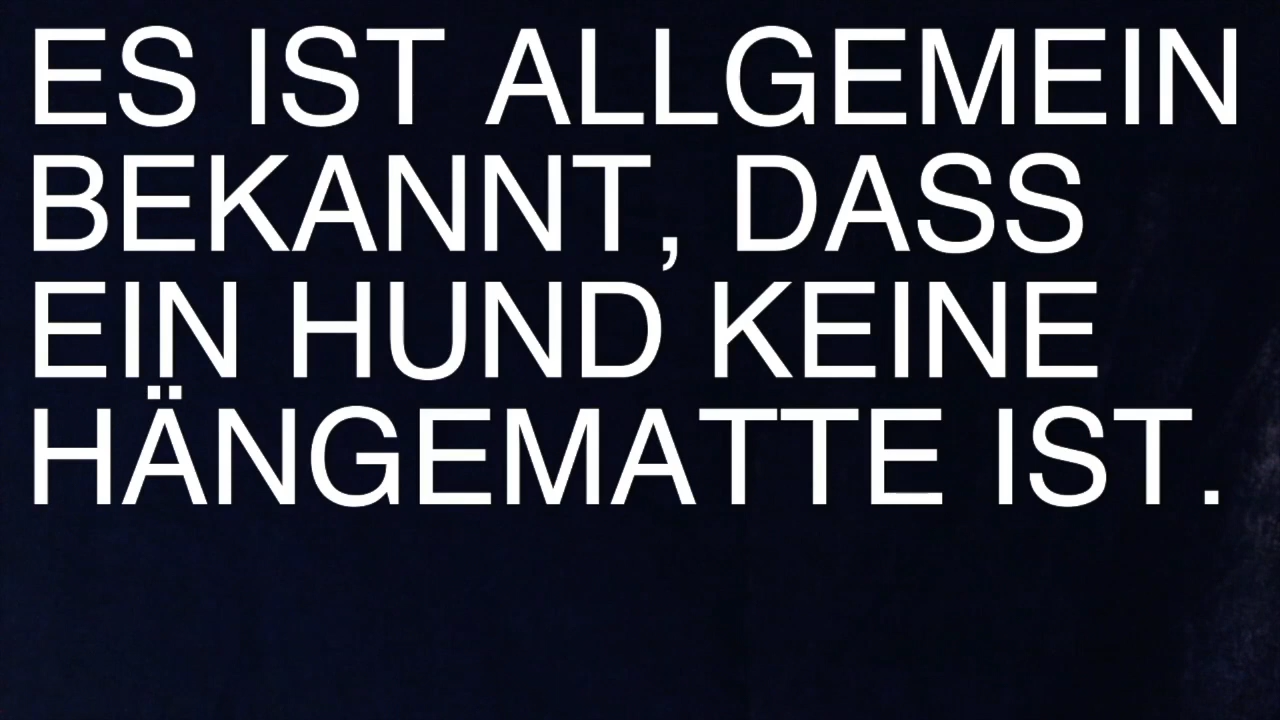 ES IST ALLGEMEIN
BEKANNT, DASS
EIN HUND KEINE
HÄNGEMATTE IST.